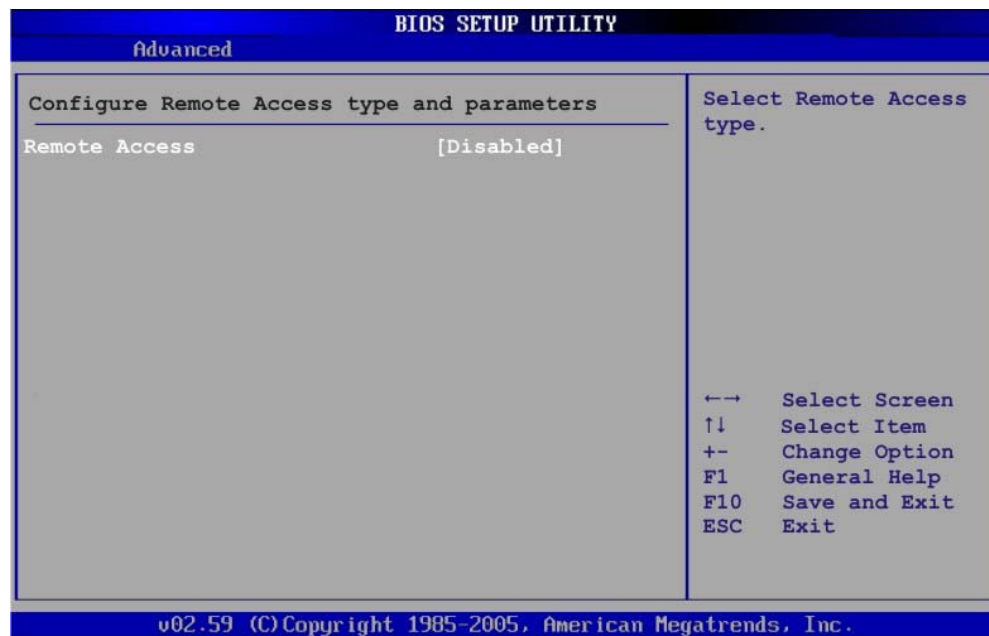 BIOS SETUP UTILITY
Advanced
Configure Remote Access type and parameters
Remote Access [Disabled]
Select Remote Access
type.
←→ Select Screen
↑↓ Select Item
+- Change Option
F1 General Help
F10 Save and Exit
ESC Exit
v02.59 (C)Copyright 1985-2005, American Megatrends, Inc.